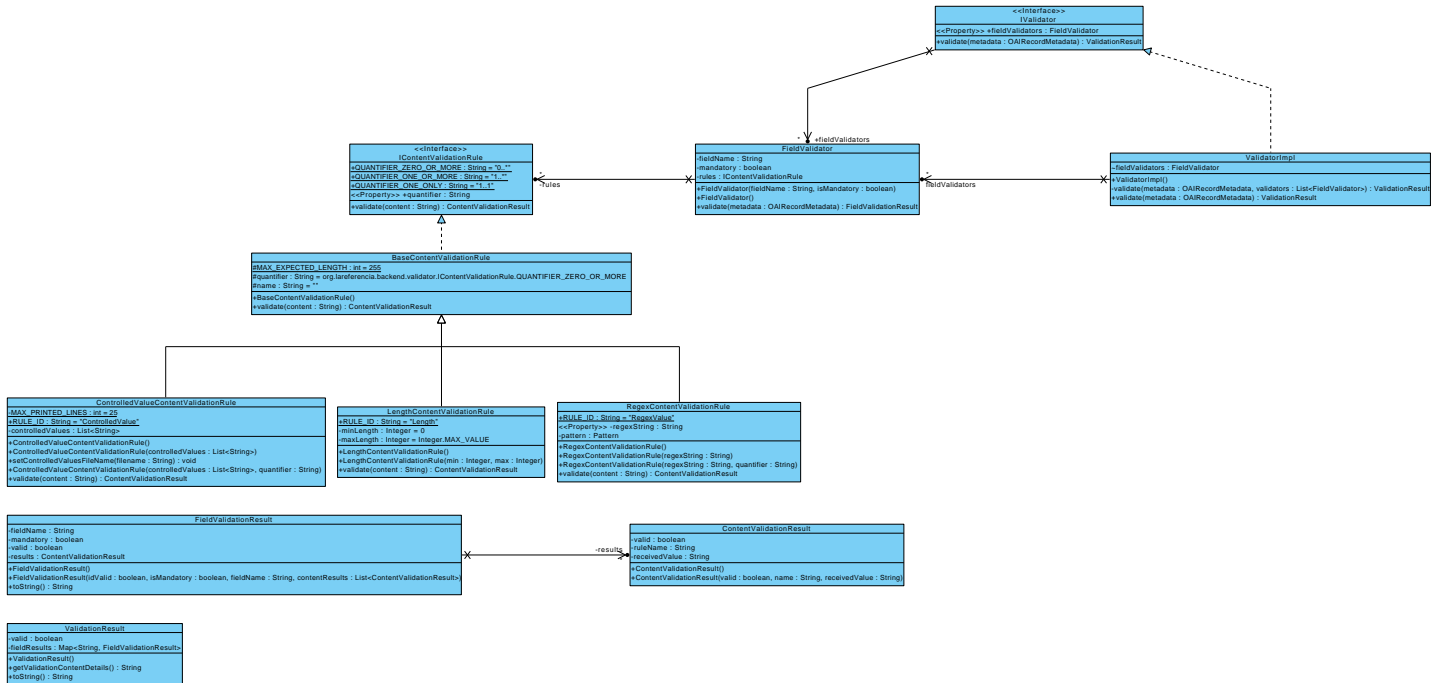 <<Interface>>
IValidator
<<Property>> +fieldValidators : FieldValidator
+validate(metadata : OAIRecordMetadata) : ValidationResult
*
+fieldValidators
<<Interface>>
IContentValidationRule
+QUANTIFIER_ZERO_OR_MORE : String = "0..*"
+QUANTIFIER_ONE_OR_MORE : String = "1..*"
+QUANTIFIER_ONE_ONLY : String = "1..1"
<<Property>> +quantifier : String
+validate(content : String) : ContentValidationResult
*
-rules
FieldValidator
-fieldName : String
-mandatory : boolean
-rules : IContentValidationRule
+FieldValidator(fieldName : String, isMandatory : boolean)
+FieldValidator()
+validate(metadata : OAIRecordMetadata) : FieldValidationResult
*
fieldValidators
ValidatorImpl
~fieldValidators : FieldValidator
+ValidatorImpl()
-validate(metadata : OAIRecordMetadata, validators : List<FieldValidator>) : ValidationResult
+validate(metadata : OAIRecordMetadata) : ValidationResult
BaseContentValidationRule
#MAX_EXPECTED_LENGTH : int = 255
#quantifier : String = org.lareferencia.backend.validator.IContentValidationRule.QUANTIFIER_ZERO_OR_MORE
#name : String = ""
+BaseContentValidationRule()
+validate(content : String) : ContentValidationResult
ControlledValueContentValidationRule
-MAX_PRINTED_LINES : int = 25
+RULE_ID : String = "ControlledValue"
-controlledValues : List<String>
+ControlledValueContentValidationRule()
+ControlledValueContentValidationRule(controlledValues : List<String>)
+setControlledValuesFileName(filename : String) : void
+ControlledValueContentValidationRule(controlledValues : List<String>, quantifier : String)
+validate(content : String) : ContentValidationResult
LengthContentValidationRule
+RULE_ID : String = "Length"
-minLength : Integer = 0
-maxLength : Integer = Integer.MAX_VALUE
+LengthContentValidationRule()
+LengthContentValidationRule(min : Integer, max : Integer)
+validate(content : String) : ContentValidationResult
RegexContentValidationRule
+RULE_ID : String = "RegexValue"
<<Property>> -regexString : String
-pattern : Pattern
+RegexContentValidationRule()
+RegexContentValidationRule(regexString : String)
+RegexContentValidationRule(regexString : String, quantifier : String)
+validate(content : String) : ContentValidationResult
FieldValidationResult
-fieldName : String
-mandatory : boolean
-valid : boolean
-results : ContentValidationResult
+FieldValidationResult()
+FieldValidationResult(idValid : boolean, isMandatory : boolean, fieldName : String, contentResults : List<ContentValidationResult>)
+toString() : String
-results
ContentValidationResult
-valid : boolean
-ruleName : String
-receivedValue : String
+ContentValidationResult()
+ContentValidationResult(valid : boolean, name : String, receivedValue : String)
ValidationResult
-valid : boolean
-fieldResults : Map<String, FieldValidationResult>
+ValidationResult()
+getValidationContentDetails() : String
+toString() : String